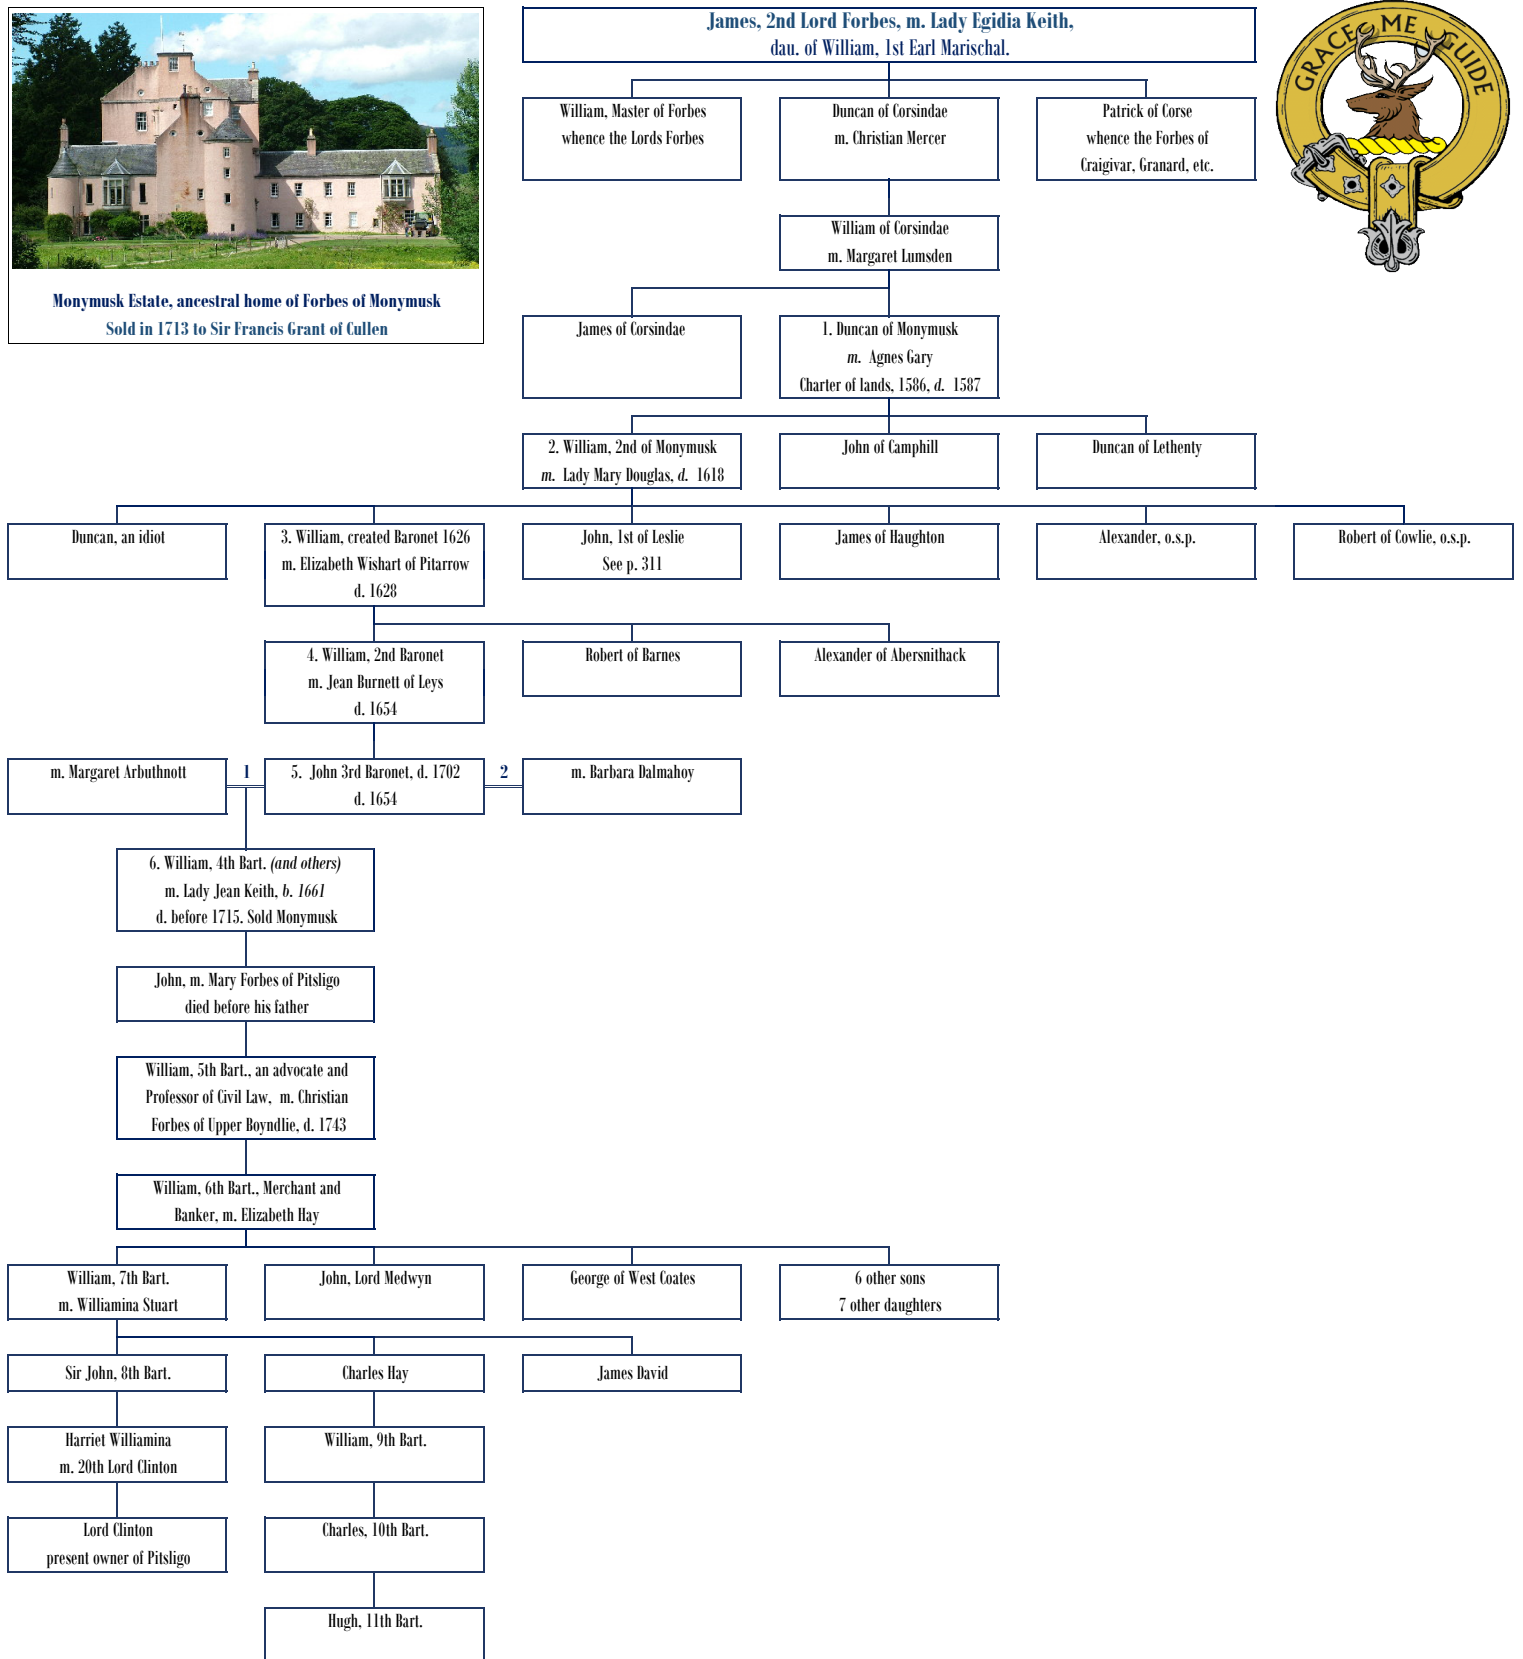 James, 2nd Lord Forbes, m. Lady Egidia Keith,
dau. of William, 1st Earl Marischal.
GRACE ME GUIDE
William, Master of Forbes
whence the Lords Forbes
Duncan of Corsindae
m. Christian Mercer
Patrick of Corse
whence the Forbes of
Craigivar, Granard, etc.
William of Corsindae
m. Margaret Lumsden
Monymusk Estate, ancestral home of Forbes of Monymusk
Sold in 1713 to Sir Francis Grant of Cullen
James of Corsindae
1. Duncan of Monymusk
m. Agnes Gary
Charter of lands, 1586, d. 1587
2. William, 2nd of Monymusk
m. Lady Mary Douglas, d. 1618
John of Camphill
Duncan of Lethenty
Duncan, an idiot
3. William, created Baronet 1626
m. Elizabeth Wishart of Pitarrow
d. 1628
John, 1st of Leslie
See p. 311
James of Haughton
Alexander, o.s.p.
Robert of Cowlie, o.s.p.
4. William, 2nd Baronet
m. Jean Burnett of Leys
d. 1654
Robert of Barnes
Alexander of Abersnithack
m. Margaret Arbuthnott
1
5. John 3rd Baronet, d. 1702
d. 1654
2
m. Barbara Dalmahoy
6. William, 4th Bart. (and others)
m. Lady Jean Keith, b. 1661
d. before 1715. Sold Monymusk
John, m. Mary Forbes of Pitsligo
died before his father
William, 5th Bart., an advocate and
Professor of Civil Law, m. Christian
Forbes of Upper Boyndlie, d. 1743
William, 6th Bart., Merchant and
Banker, m. Elizabeth Hay
William, 7th Bart.
m. Williamina Stuart
John, Lord Medwyn
George of West Coates
6 other sons
7 other daughters
Sir John, 8th Bart.
Charles Hay
James David
Harriet Williamina
m. 20th Lord Clinton
William, 9th Bart.
Lord Clinton
present owner of Pitsligo
Charles, 10th Bart.
Hugh, 11th Bart.